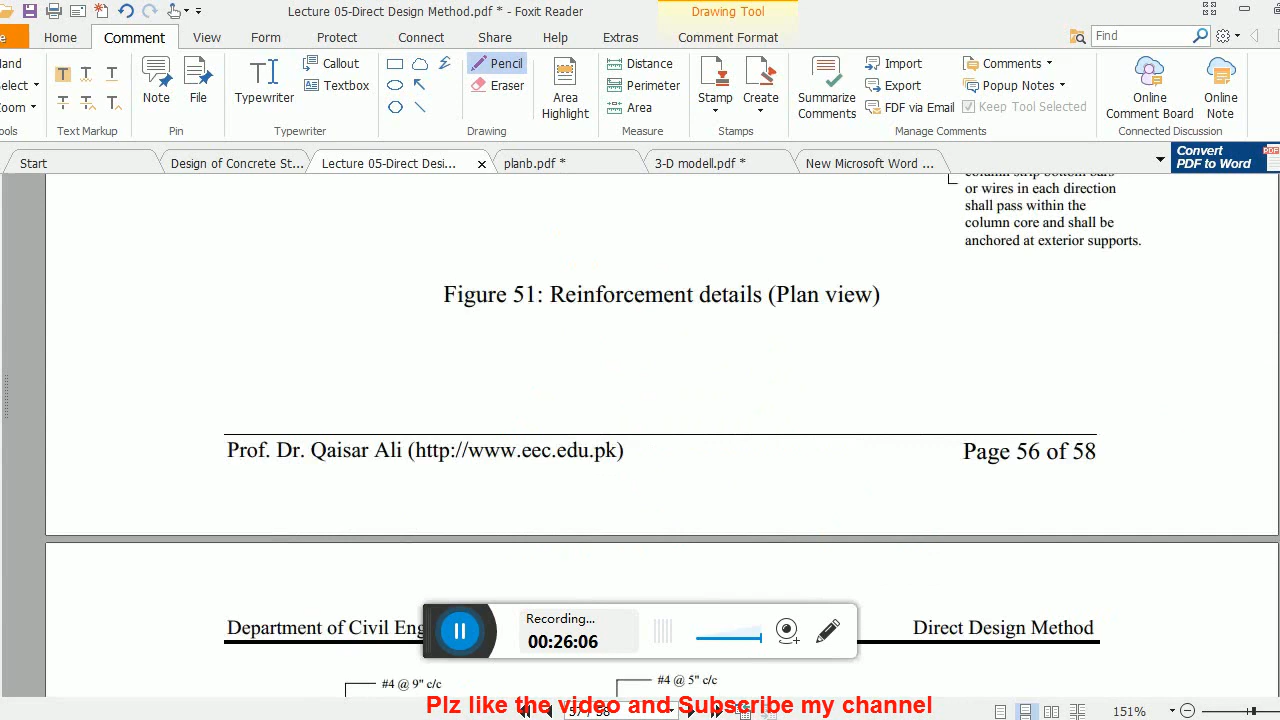 Lecture 05-Direct Design Method.pdf * - Foxit Reader
Drawing Tool
Home Comment View Form Protect Connect Share Help Extras Comment Format Find
Callout
Textbox
Pencil
Eraser
Distance
Perimeter
Area
Import
Export
FDF via Email
Comments
Popup Notes
Keep Tool Selected
Note File Typewriter Area Highlight Stamp Create Summarize Comments Online Comment Board Online Note
Text Markup Pin Typewriter Drawing Measure Stamps Manage Comments Connected Discussion
Start Design of Concrete St... Lecture 05-Direct Desi... planb.pdf * 3-D modell.pdf * New Microsoft Word ... Convert PDF to Word
column strip bottom bars
or wires in each direction
shall pass within the
column core and shall be
anchored at exterior supports.
Figure 51: Reinforcement details (Plan view)
Prof. Dr. Qaisar Ali (http://www.eec.edu.pk) Page 56 of 58
Department of Civil Eng Direct Design Method
Recording...
00:26:06
#4 @ 9" c/c #4 @ 5" c/c
Plz like the video and Subscribe my channel
151%